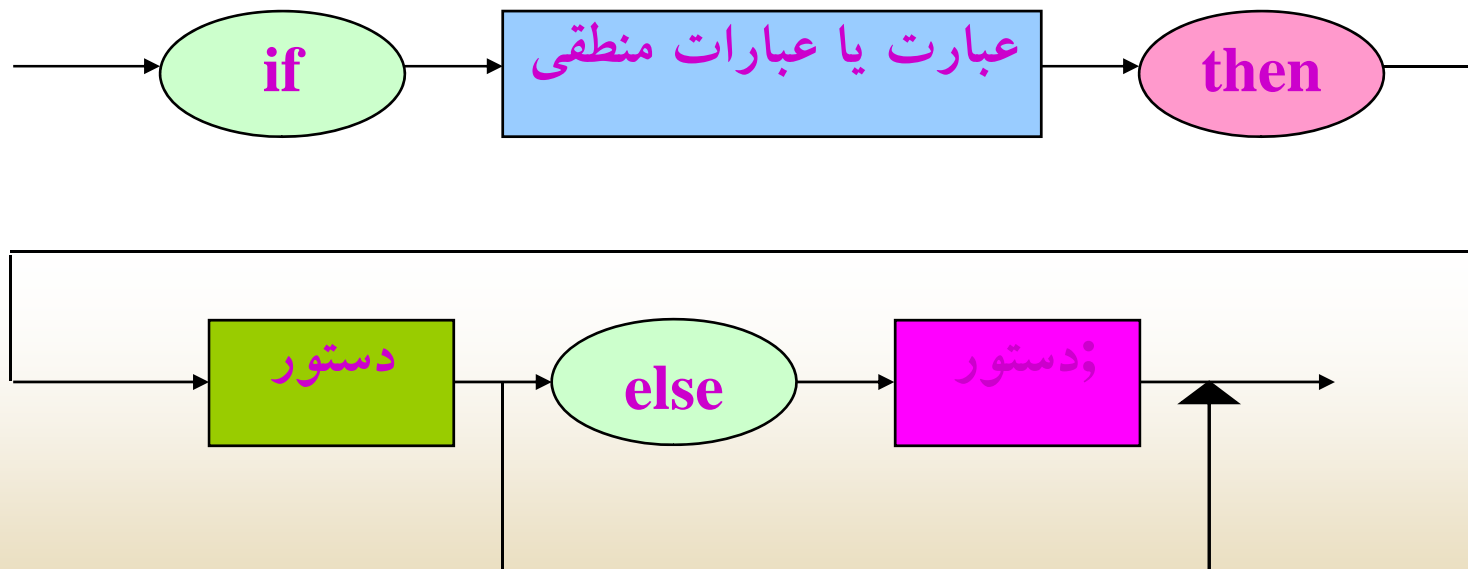 if
عبارت یا عبارات منطقی
then
دستور
else
دستور;